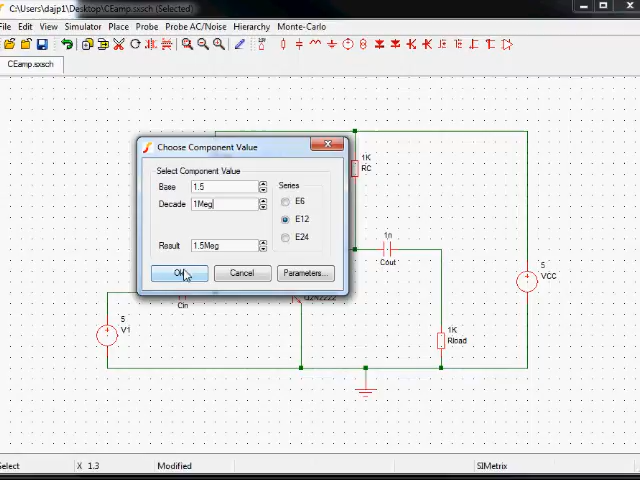 C:\Users\dajp1\Desktop\CEamp.sxsch (Selected)
File Edit View Simulator Place Probe Probe AC/Noise Hierarchy Monte-Carlo
CEamp.sxsch
Choose Component Value
Select Component Value
Base 1.5
Decade 1Meg
Result 1.5Meg
Series
E6
E12
E24
Ok Cancel Parameters...
1K
RC
1n
Cout
5
VCC
5
V1
Cin
Q2N2222
1K
Rload
Select X 1.3 Modified SIMetrix